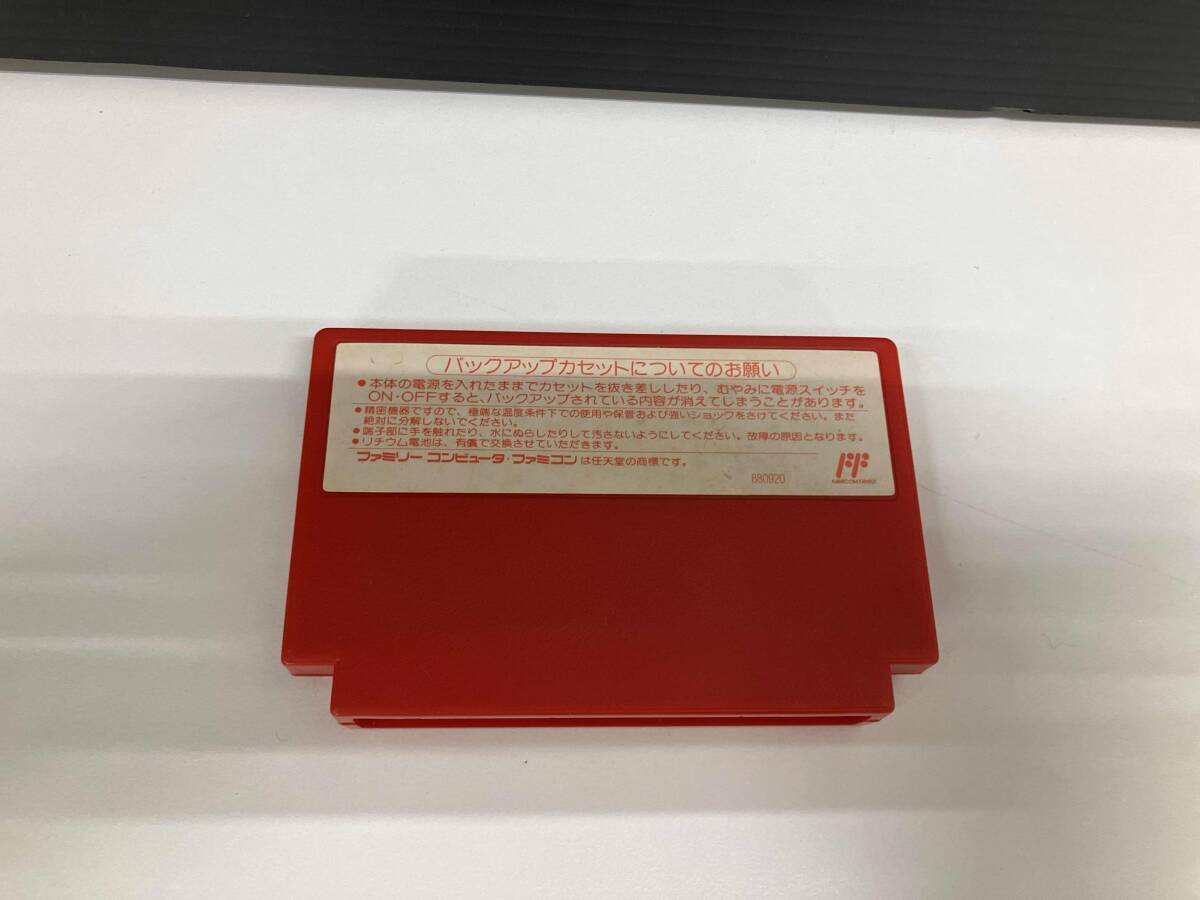 バックアップカセットについてのお願い
●本体の電源を入れたままでカセットを抜き差ししたり、むやみに電源スイッチを
ON・OFFすると、バックアップされている内容が消えてしまうことがあります。
●精密機器ですので、極端な温度条件下での使用や保管および強いショックをさけてください。また
絶対に分解しないでください。
●端子部に手を触れたり、水にぬらしたりして汚さないようにしてください。故障の原因となります。
●リチウム電池は、有償で交換させていただきます。
ファミリー コンピュータ・ファミコン は任天堂の商標です。
FF
FAMICOM FAMILY
880920